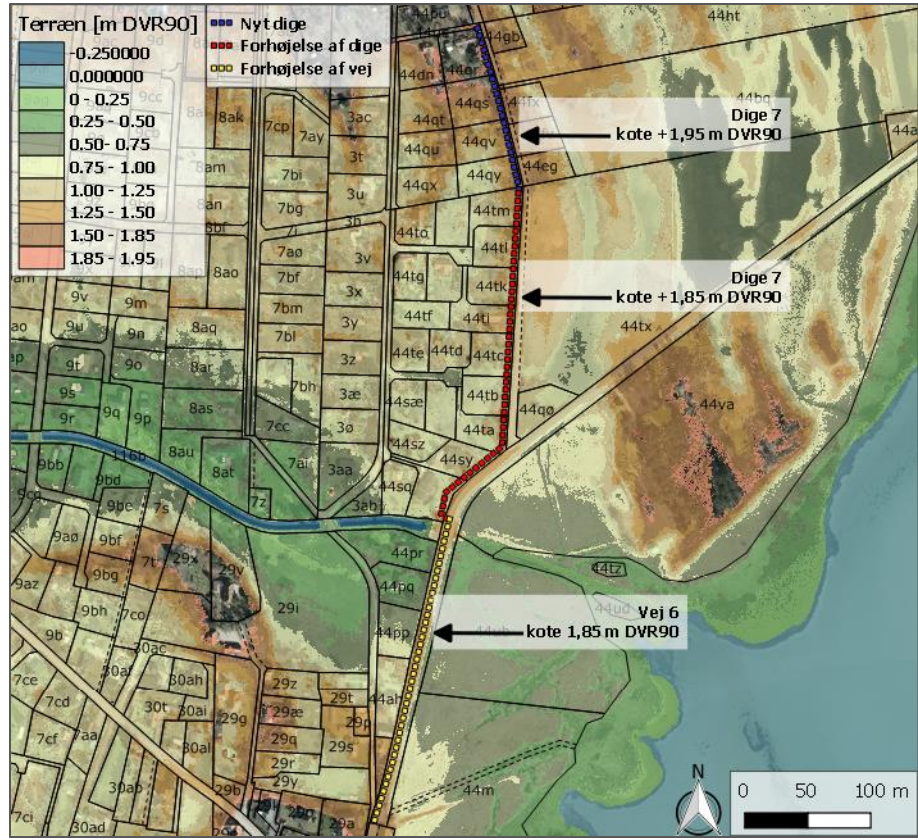 Terræn [m DVR90]
-0.250000
0.000000
0 - 0.25
0.25 - 0.50
0.50 - 0.75
0.75 - 1.00
1.00 - 1.25
1.25 - 1.50
1.50 - 1.85
1.85 - 1.95
Nyt dige
Forhøjelse af dige
Forhøjelse af vej
44gb
44ht
44dn
44qr
44bq
8ak
7cp
7ay
3ac
44qt
44qs
44fx
Dige 7
kote +1,95 m DVR90
8am
3t
44qu
44qv
7bi
44qx
44qy
44eg
8an
7bg
3u
44tm
8bf
3h
44to
44tl
8ao
7aø
3v
7bf
44tg
44tk
Dige 7
kote +1,85 m DVR90
9v
9m
7bm
3x
44tf
44ti
44tx
9u
9n
8aq
7bl
3y
44te
44td
44tc
9t
9o
8ar
7bh
3z
9s
3æ
44sæ
44tb
44qø
44va
9r
9q
9p
8as
7cc
3ø
44ta
44sz
44sy
116b
8au
8at
3aa
9bb
9bd
44sq
9cq
9be
7s
7z
3ab
9aø
9bf
7t
29x
29v
44pr
44tz
9az
9bg
44pq
44ud
9bh
7co
29i
9b
44pp
44ub
Vej 6
kote 1,85 m DVR90
30ac
30af
7ce
30ah
29z
29t
44ah
7cd
30t
30ai
29g
29æ
29p
7cf
7aa
30al
29q
29s
29r
29y
44m
7ci
30ae
29b
29a
30ad
N
0 50 100 m